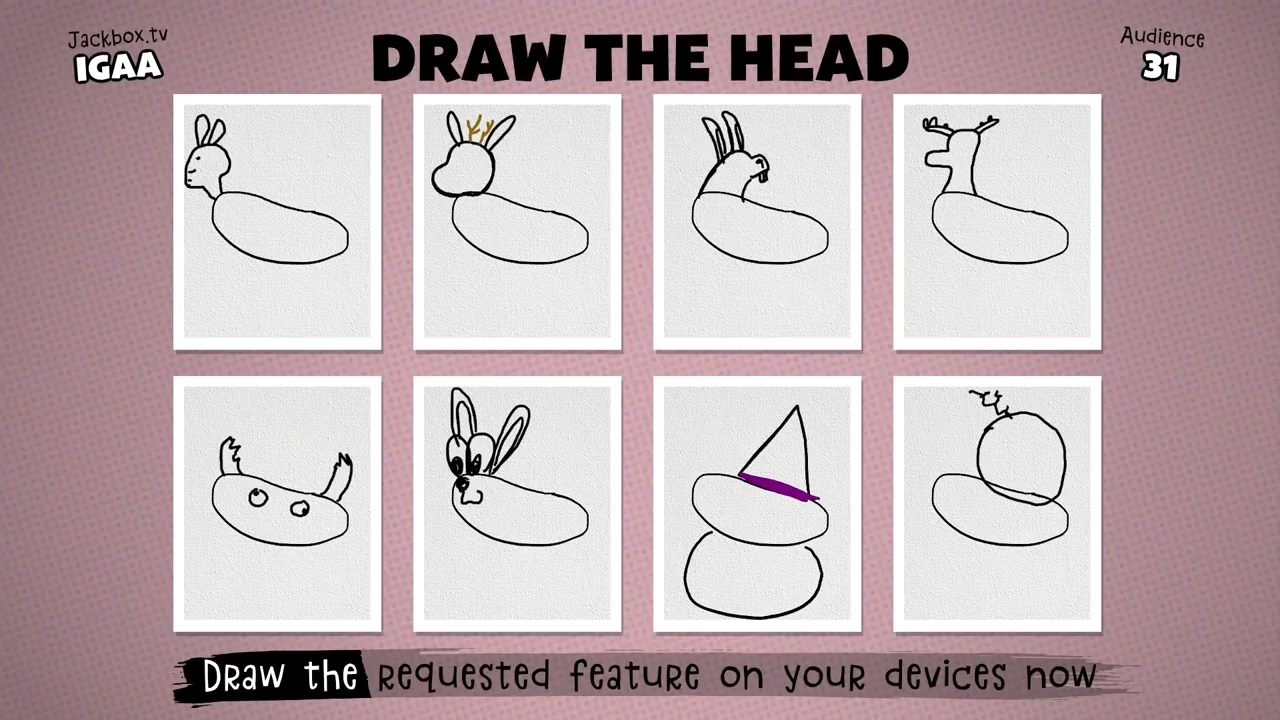 Jackbox.tv
IGAA
DRAW THE HEAD
Audience
31
Draw the requested feature on your devices now